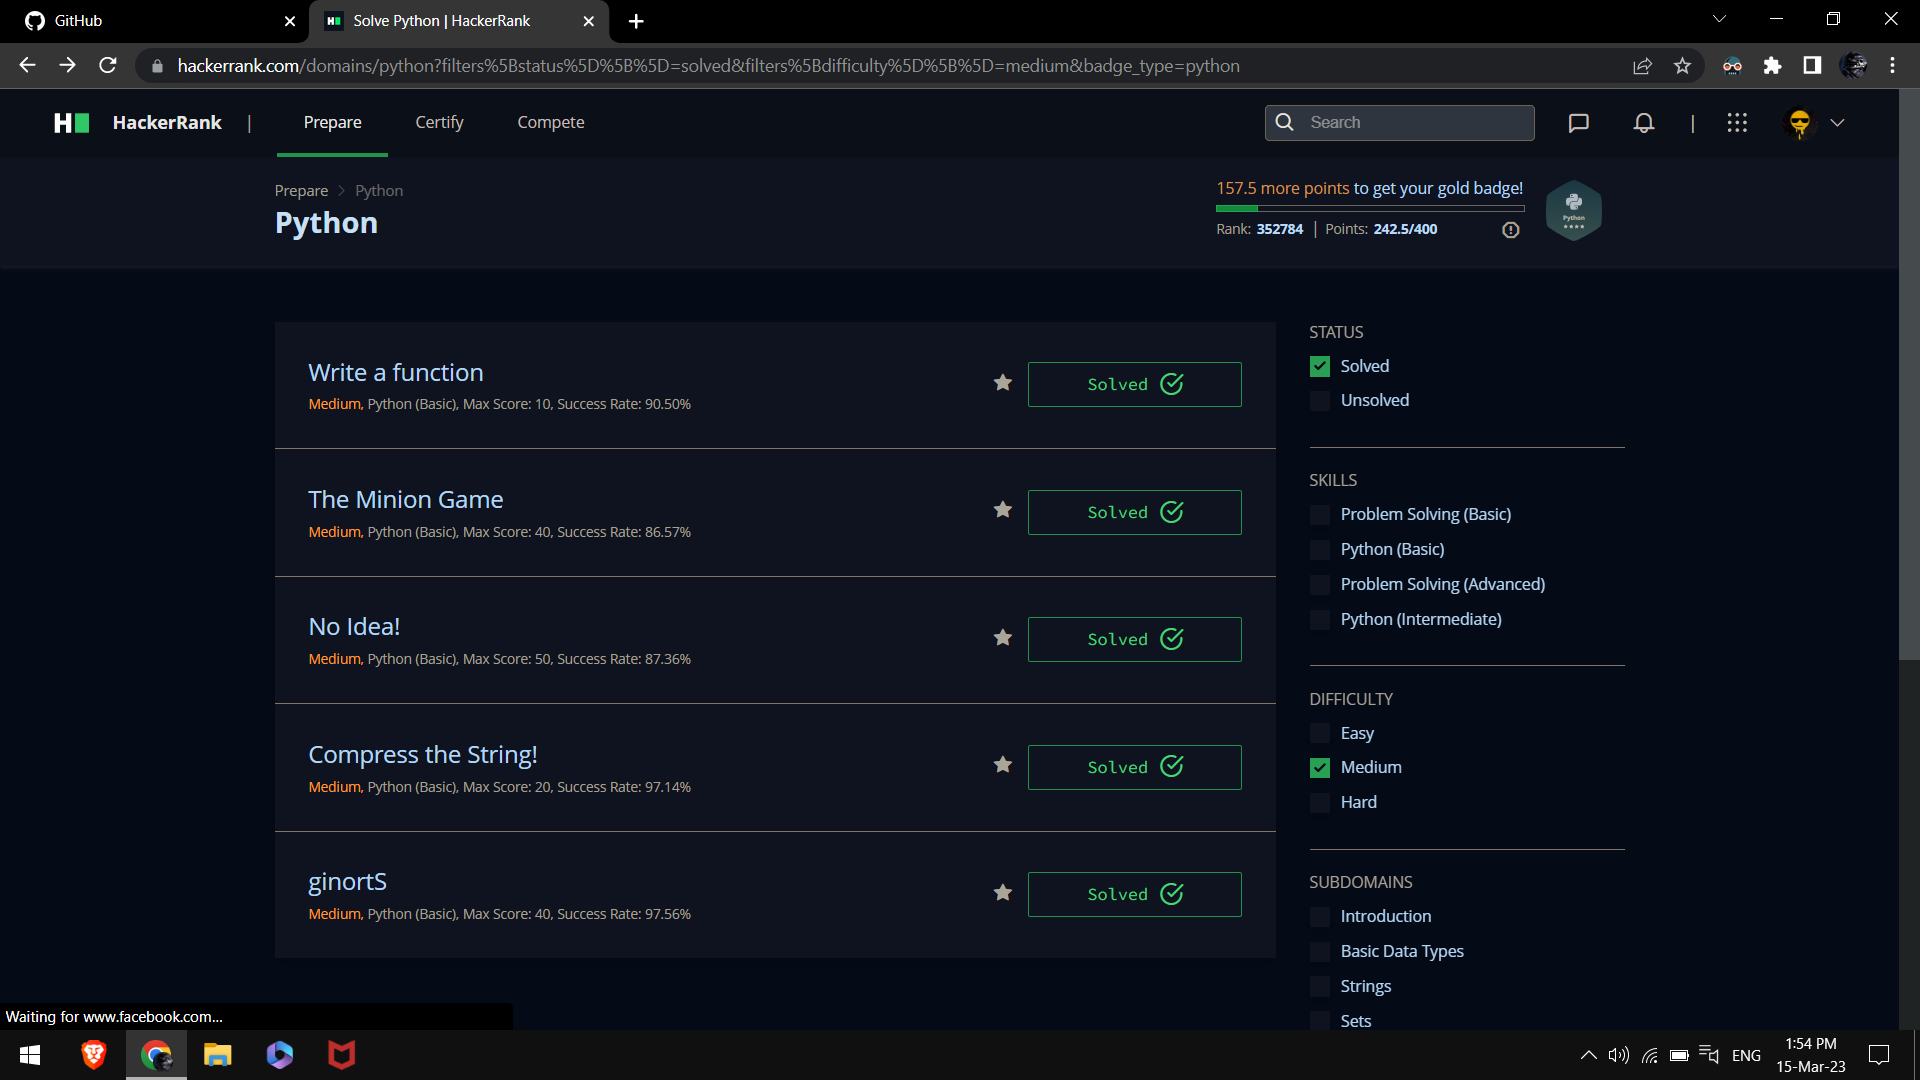 GitHub
Solve Python | HackerRank
hackerrank.com/domains/python?filters%5Bstatus%5D%5B%5D=solved&filters%5Bdifficulty%5D%5B%5D=medium&badge_type=python
H HackerRank | Prepare Certify Compete Search
Prepare > Python
Python
157.5 more points to get your gold badge!
Rank: 352784 | Points: 242.5/400
Python
Write a function
Medium, Python (Basic), Max Score: 10, Success Rate: 90.50%
Solved
The Minion Game
Medium, Python (Basic), Max Score: 40, Success Rate: 86.57%
Solved
No Idea!
Medium, Python (Basic), Max Score: 50, Success Rate: 87.36%
Solved
Compress the String!
Medium, Python (Basic), Max Score: 20, Success Rate: 97.14%
Solved
ginortS
Medium, Python (Basic), Max Score: 40, Success Rate: 97.56%
Solved
STATUS
Solved
Unsolved
SKILLS
Problem Solving (Basic)
Python (Basic)
Problem Solving (Advanced)
Python (Intermediate)
DIFFICULTY
Easy
Medium
Hard
SUBDOMAINS
Introduction
Basic Data Types
Strings
Sets
Waiting for www.facebook.com...
ENG
1:54 PM
15-Mar-23